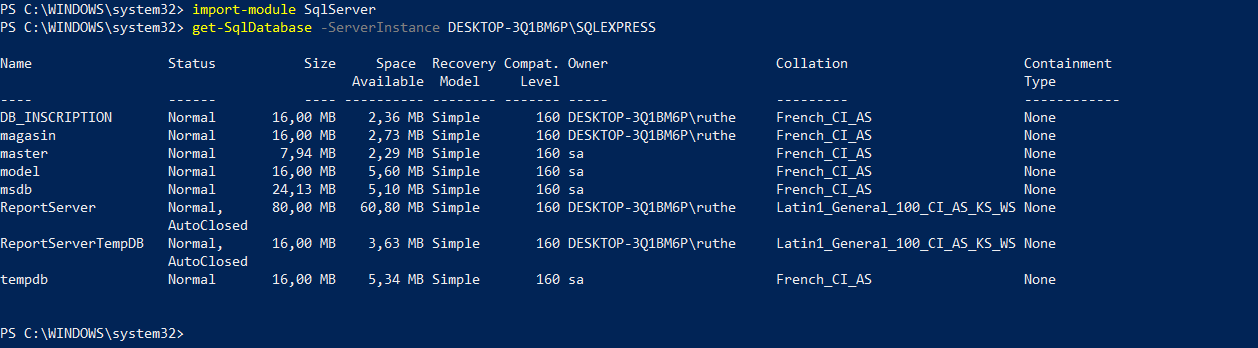 PS C:\WINDOWS\system32> import-module SqlServer
PS C:\WINDOWS\system32> get-SqlDatabase -ServerInstance DESKTOP-3Q1BM6P\SQLEXPRESS
Name                 Status           Size     Space  Recovery Compat. Owner                     Collation                      Containment
                                            Available  Model     Level                                                          Type
----                 ------           ---- ---------- -------- ------- -----                     ---------                      ------------
DB_INSCRIPTION       Normal       16,00 MB    2,36 MB Simple       160 DESKTOP-3Q1BM6P\ruthe     French_CI_AS                   None
magasin              Normal       16,00 MB    2,73 MB Simple       160 DESKTOP-3Q1BM6P\ruthe     French_CI_AS                   None
master               Normal        7,94 MB    2,29 MB Simple       160 sa                        French_CI_AS                   None
model                Normal       16,00 MB    5,60 MB Simple       160 sa                        French_CI_AS                   None
msdb                 Normal       24,13 MB    5,10 MB Simple       160 sa                        French_CI_AS                   None
ReportServer         Normal,      80,00 MB   60,80 MB Simple       160 DESKTOP-3Q1BM6P\ruthe     Latin1_General_100_CI_AS_KS_WS None
                     AutoClosed
ReportServerTempDB   Normal,      16,00 MB    3,63 MB Simple       160 DESKTOP-3Q1BM6P\ruthe     Latin1_General_100_CI_AS_KS_WS None
                     AutoClosed
tempdb               Normal       16,00 MB    5,34 MB Simple       160 sa                        French_CI_AS                   None
PS C:\WINDOWS\system32>